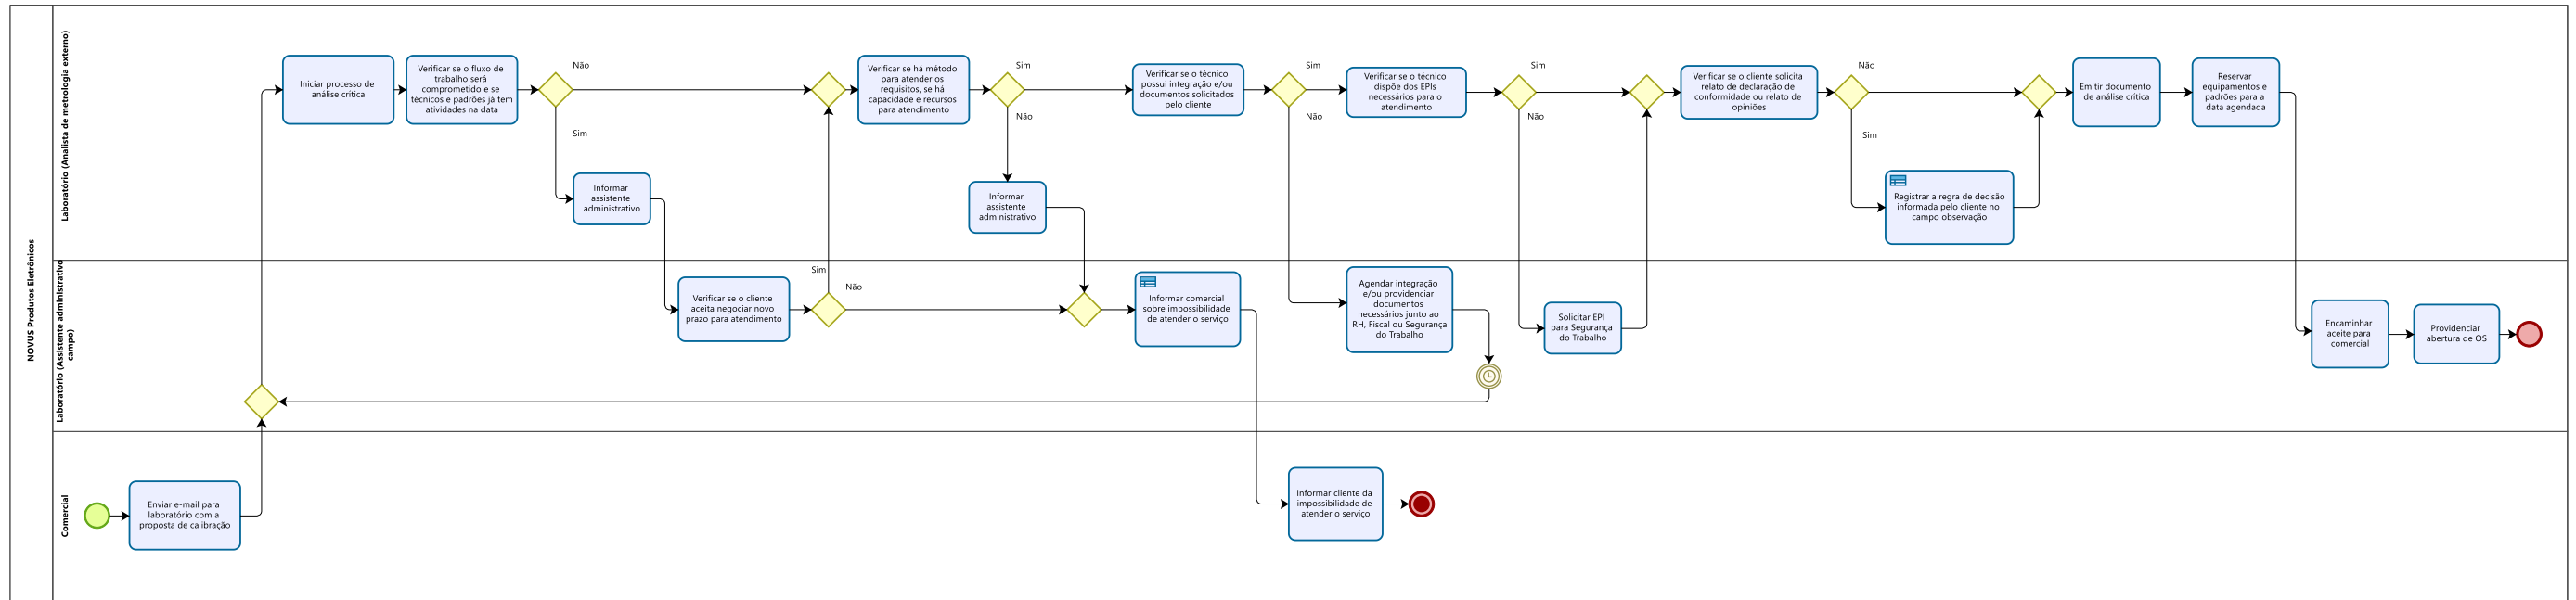 NOVUS Produtos Eletrônicos
Laboratório (Analista de metrologia externo)
Iniciar processo de
análise crítica
Verificar se o fluxo de
trabalho será
comprometido e se
técnicos e padrões já tem
atividades na data
Não
Sim
Informar
assistente
administrativo
Verificar se há método
para atender os
requisitos, se há
capacidade e recursos
para atendimento
Sim
Não
Informar
assistente
administrativo
Verificar se o técnico
possui integração e/ou
documentos solicitados
pelo cliente
Sim
Não
Verificar se o técnico
dispõe dos EPIs
necessários para o
atendimento
Sim
Não
Verificar se o cliente solicita
relato de declaração de
conformidade ou relato de
opiniões
Não
Sim
Registrar a regra de decisão
informada pelo cliente no
campo observação
Emitir documento
de análise crítica
Reservar
equipamentos e
padrões para a
data agendada
Laboratório (Assistente administrativo
campo)
Verificar se o cliente
aceita negociar novo
prazo para atendimento
Sim
Não
Informar comercial
sobre impossibilidade
de atender o serviço
Agendar integração
e/ou providenciar
documentos
necessários junto ao
RH, Fiscal ou Segurança
do Trabalho
Solicitar EPI
para Segurança
do Trabalho
Encaminhar
aceite para
comercial
Providenciar
abertura de OS
Comercial
Enviar e-mail para
laboratório com a
proposta de calibração
Informar cliente da
impossibilidade de
atender o serviço